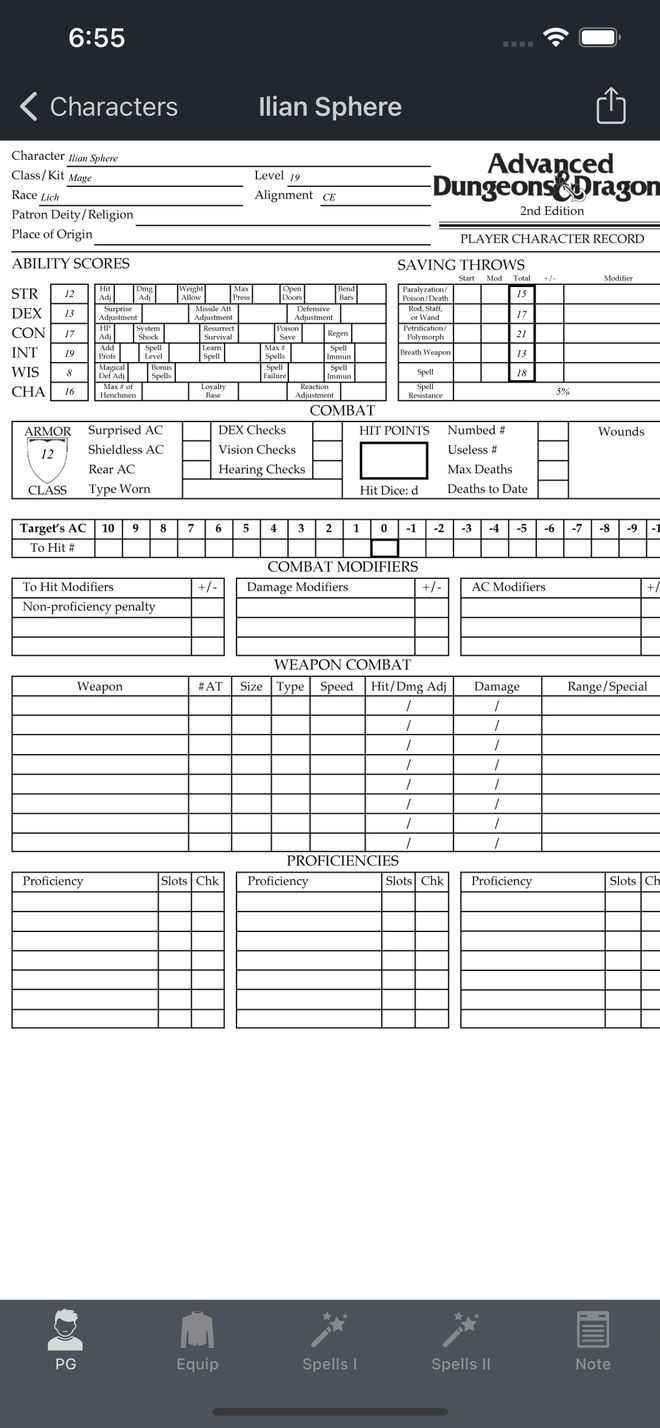 6:55
Characters
Ilian Sphere
Character Ilian Sphere
Class/Kit Mage Level 19
Race Lich Alignment CE
Patron Deity/Religion
Place of Origin
Advanced
Dungeons & Dragon
2nd Edition
PLAYER CHARACTER RECORD
ABILITY SCORES
STR 12 Hit Adj Dmg Adj Weight Allow Max Press Open Doors Bend Bars
DEX 13 Surprise Adjustment Missile Att Adjustment Defensive Adjustment
CON 17 HP Adj System Shock Resurrect Survival Poison Save Regen
INT 19 Add Profs Spell Level Learn Spell Max # Spells Spell Immun
WIS 8 Magical Def Adj Bonus Spells Spell Failure Spell Immun
CHA 16 Max # of Henchmen Loyalty Base Reaction Adjustment
SAVING THROWS
Start Mod Total +/- Modifier
Paralyzation/ Poison/Death 15
Rod, Staff, or Wand 17
Petrification/ Polymorph 21
Breath Weapon 13
Spell 18
Spell Resistance 5%
COMBAT
ARMOR 12 CLASS
Surprised AC DEX Checks HIT POINTS Numbed # Wounds
Shieldless AC Vision Checks Useless #
Rear AC Hearing Checks Max Deaths
Type Worn Hit Dice: d Deaths to Date
Target's AC 10 9 8 7 6 5 4 3 2 1 0 -1 -2 -3 -4 -5 -6 -7 -8 -9 -1
To Hit #
COMBAT MODIFIERS
To Hit Modifiers +/- Damage Modifiers +/- AC Modifiers +/
Non-proficiency penalty
WEAPON COMBAT
Weapon #AT Size Type Speed Hit/Dmg Adj Damage Range/Special
/ /
/ /
/ /
/ /
/ /
/ /
/ /
/ /
PROFICIENCIES
Proficiency Slots Chk Proficiency Slots Chk Proficiency Slots Ch
PG Equip Spells I Spells II Note